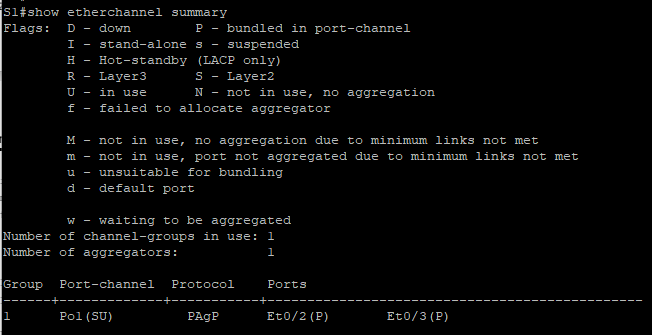 S1#show etherchannel summary
Flags:  D - down        P - bundled in port-channel
        I - stand-alone s - suspended
        H - Hot-standby (LACP only)
        R - Layer3      S - Layer2
        U - in use      N - not in use, no aggregation
        f - failed to allocate aggregator

        M - not in use, no aggregation due to minimum links not met
        m - not in use, port not aggregated due to minimum links not met
        u - unsuitable for bundling
        d - default port

        w - waiting to be aggregated
Number of channel-groups in use: 1
Number of aggregators:           1

Group  Port-channel  Protocol    Ports
------+-------------+-----------+-----------------------------------------------
1      Po1(SU)         PAgP      Et0/2(P)       Et0/3(P)